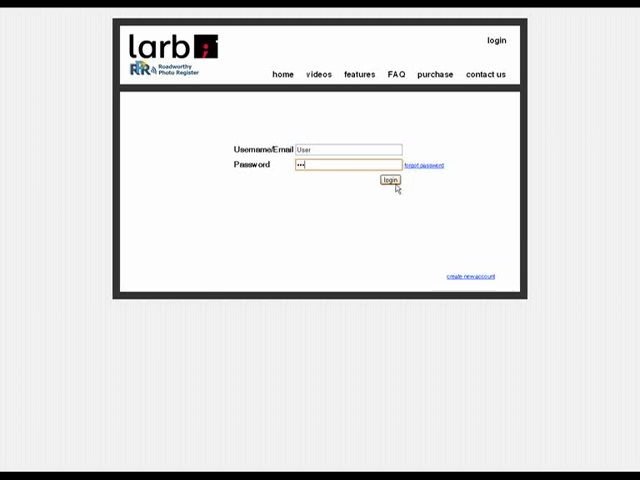 larb i
login
RPR Roadworthy
Photo Register
home videos features FAQ purchase contact us
Username/Email User
Password ••• forgot password
login
create new account